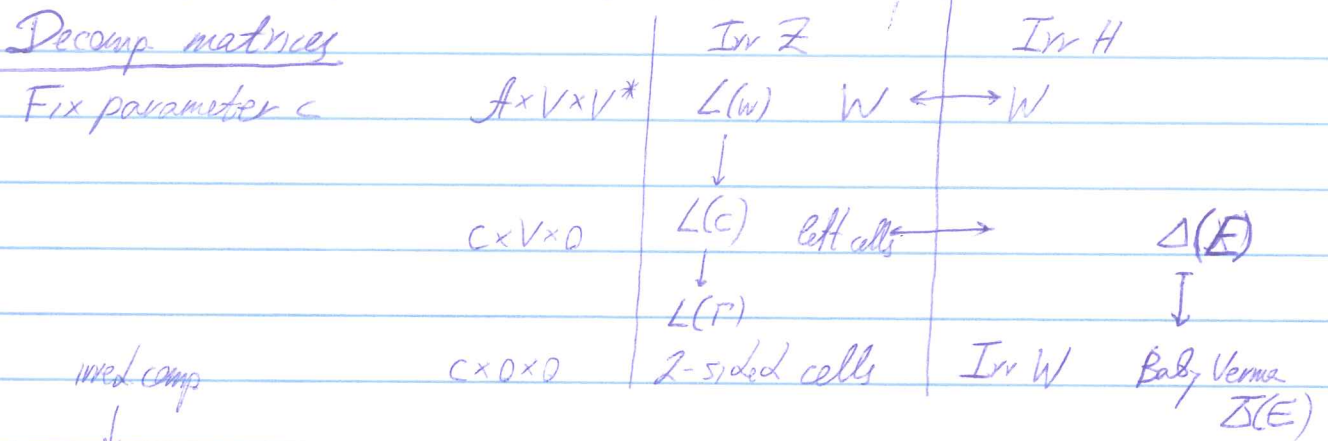 Decomp. matrices Irr Z Irr H
Fix parameter c A×V×V* L(w) W ↔ W
↓
C×V×0 L(c) left cells ↔ Δ(E)
↓ ↓
L(Γ)
irred comp C×0×0 2-sided cells Irr W Baby Verma
↓ Δ̄(E)